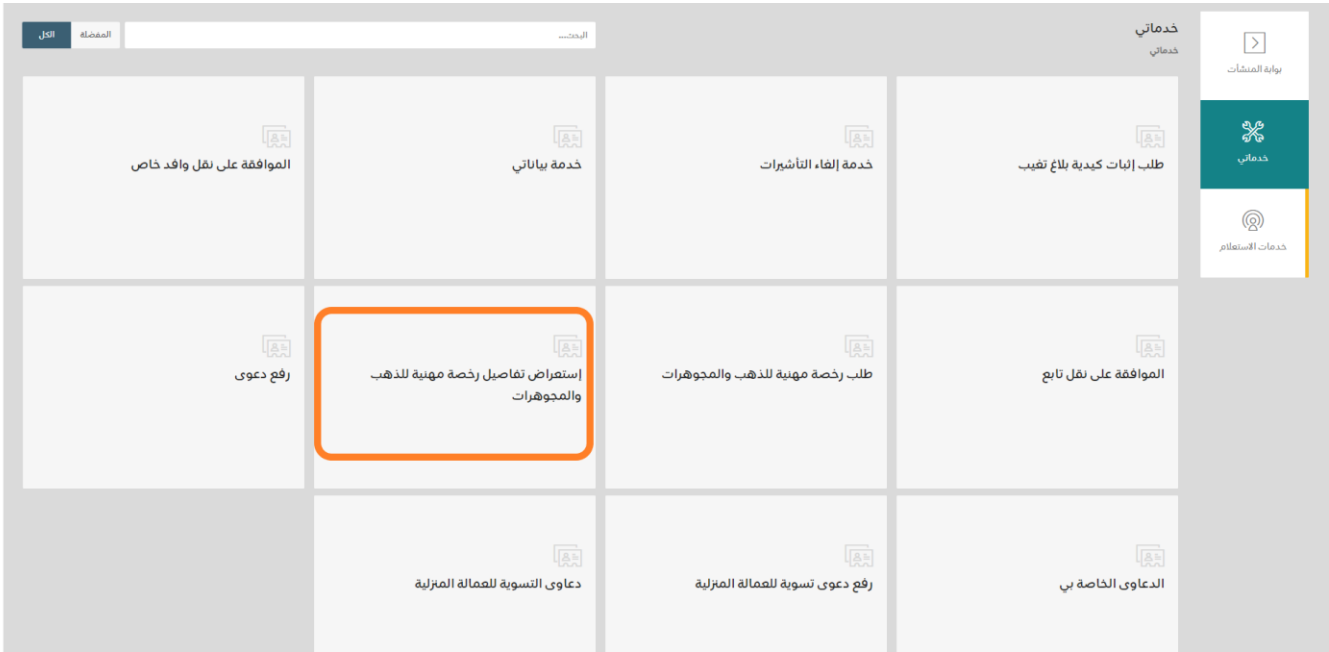 خدماتي
خدماتي
البحث....
المفضلة
الكل
بوابة المنشآت
خدماتي
خدمات الاستعلام
طلب إثبات كيدية بلاغ تغيب
خدمة إلغاء التأشيرات
خدمة بياناتي
الموافقة على نقل وافد خاص
الموافقة على نقل تابع
طلب رخصة مهنية للذهب والمجوهرات
إستعراض تفاصيل رخصة مهنية للذهب
والمجوهرات
رفع دعوى
الدعاوى الخاصة بي
رفع دعوى تسوية للعمالة المنزلية
دعاوى التسوية للعمالة المنزلية